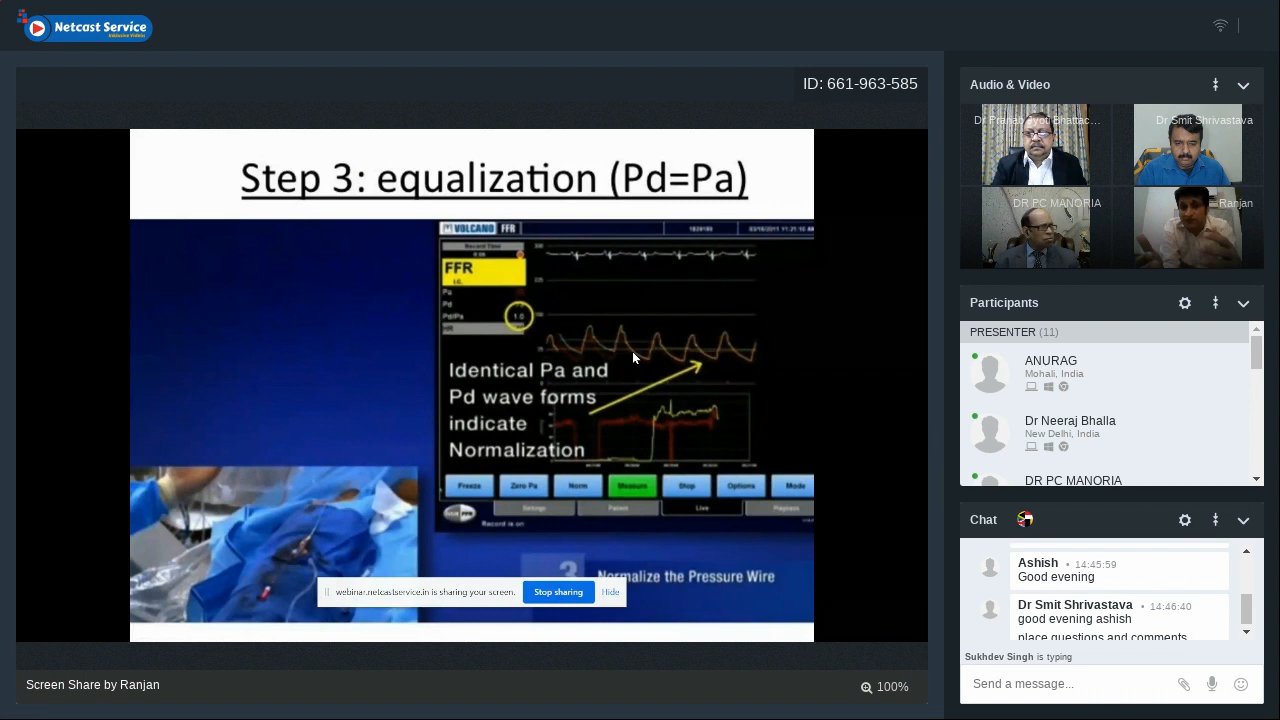 Netcast Service
ID: 661-963-585
Step 3: equalization (Pd=Pa)
VOLCANO FFR
FFR
Pa
Pd
Pd/Pa 1.0
HR
Identical Pa and
Pd wave forms
indicate
Normalization
Freeze Zero Pa Norm Measure Stop Options Mode
Settings Patient Live
Record is on
3 Normalize the Pressure Wire
webinar.netcastservice.in is sharing your screen. Stop sharing Hide
Screen Share by Ranjan
100%
Audio & Video
Dr Pranab Jyoti Bhattac...
Dr Smit Shrivastava
DR PC MANORIA
Ranjan
Participants
PRESENTER (11)
ANURAG
Mohali, India
Dr Neeraj Bhalla
New Delhi, India
DR PC MANORIA
Chat
Ashish • 14:45:59
Good evening
Dr Smit Shrivastava • 14:46:40
good evening ashish
place questions and comments
Sukhdev Singh is typing
Send a message...